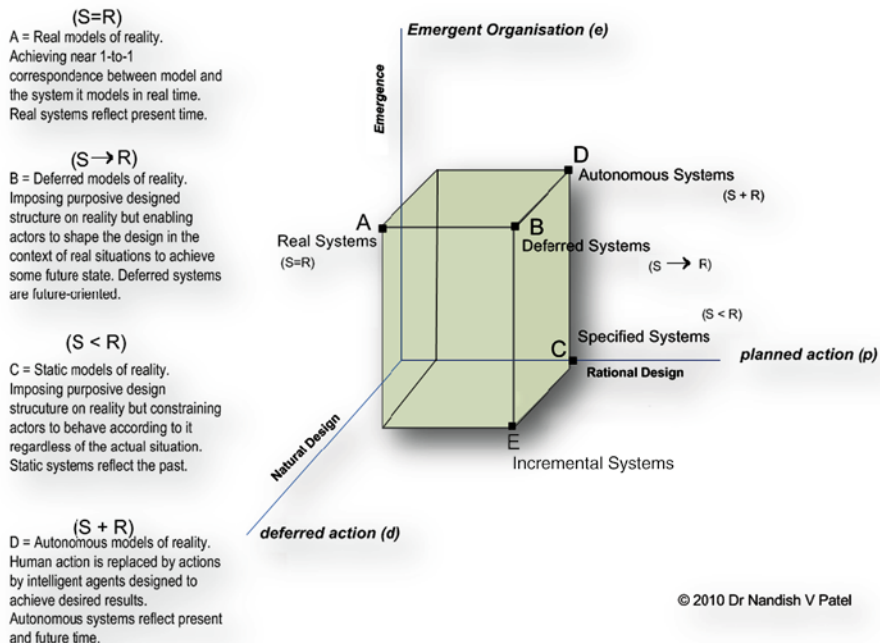 (S=R)
A = Real models of reality.
Achieving near 1-to-1
correspondence between model and
the system it models in real time.
Real systems reflect present time.
(S → R)
B = Deferred models of reality.
Imposing purposive designed
structure on reality but enabling
actors to shape the design in the
context of real situations to achieve
some future state. Deferred systems
are future-oriented.
(S < R)
C = Static models of reality.
Imposing purposive design
strucuture on reality but constraining
actors to behave according to it
regardless of the actual situation.
Static systems reflect the past.
(S + R)
D = Autonomous models of reality.
Human action is replaced by actions
by intelligent agents designed to
achieve desired results.
Autonomous systems reflect present
and future time.
Emergent Organisation (e)
Emergence
D
Autonomous Systems
(S + R)
A
Real Systems
(S=R)
B
Deferred Systems
(S → R)
(S < R)
Specified Systems
C
planned action (p)
Rational Design
Natural Design
E
Incremental Systems
deferred action (d)
© 2010 Dr Nandish V Patel